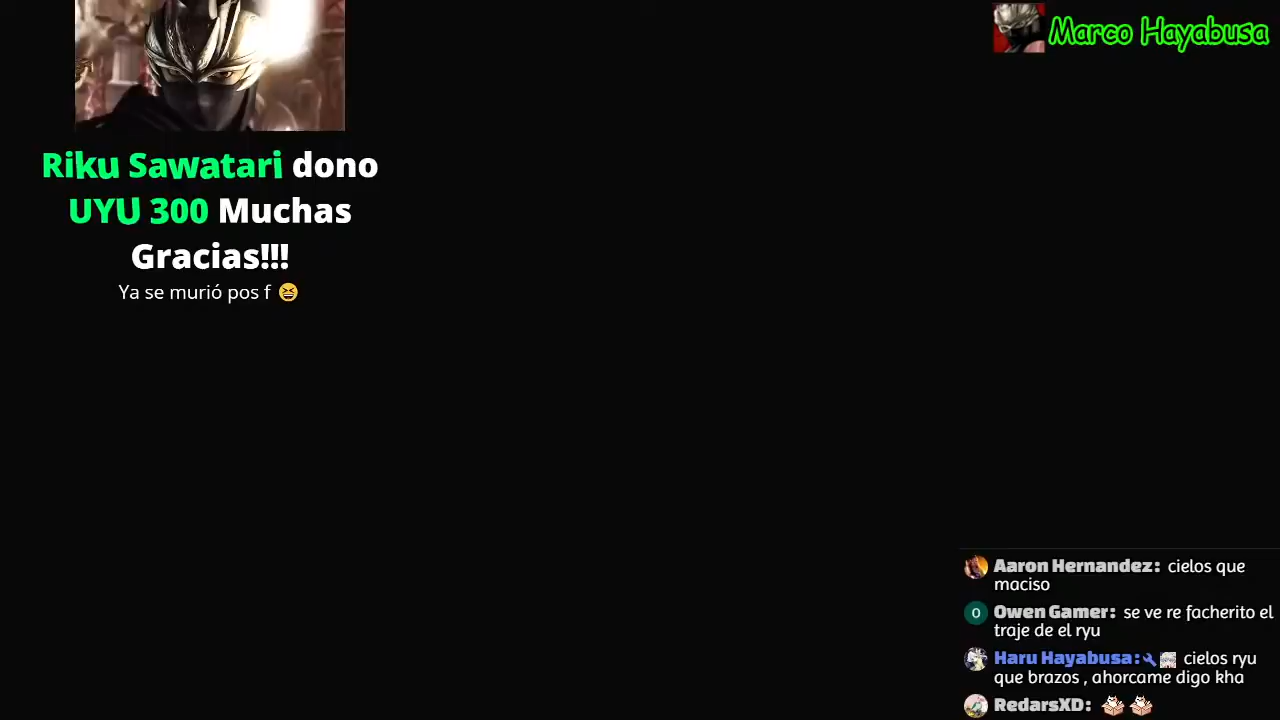 Marco Hayabusa
Riku Sawatari dono
UYU 300 Muchas
Gracias!!!
Ya se murió pos f 😆
Aaron Hernandez: cielos que
maciso
O
Owen Gamer: se ve re facherito el
traje de el ryu
Haru Hayabusa: cielos ryu
que brazos , ahorcame digo kha
RedarsXD: